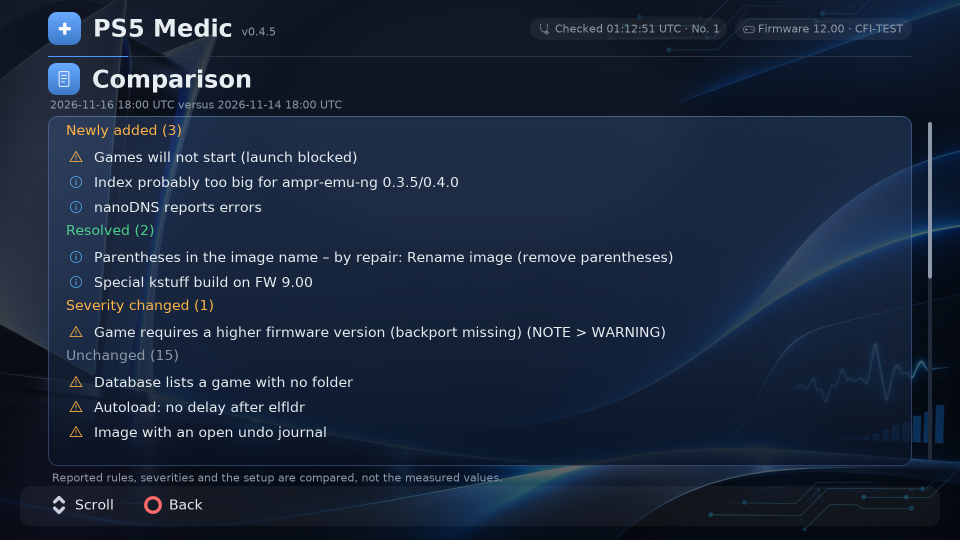 PS5 Medic v0.4.5
Checked 01:12:51 UTC · No. 1
Firmware 12.00 · CFI-TEST
Comparison
2026-11-16 18:00 UTC versus 2026-11-14 18:00 UTC
Newly added (3)
Games will not start (launch blocked)
Index probably too big for ampr-emu-ng 0.3.5/0.4.0
nanoDNS reports errors
Resolved (2)
Parentheses in the image name – by repair: Rename image (remove parentheses)
Special kstuff build on FW 9.00
Severity changed (1)
Game requires a higher firmware version (backport missing) (NOTE > WARNING)
Unchanged (15)
Database lists a game with no folder
Autoload: no delay after elfldr
Image with an open undo journal
Reported rules, severities and the setup are compared, not the measured values.
Scroll
Back